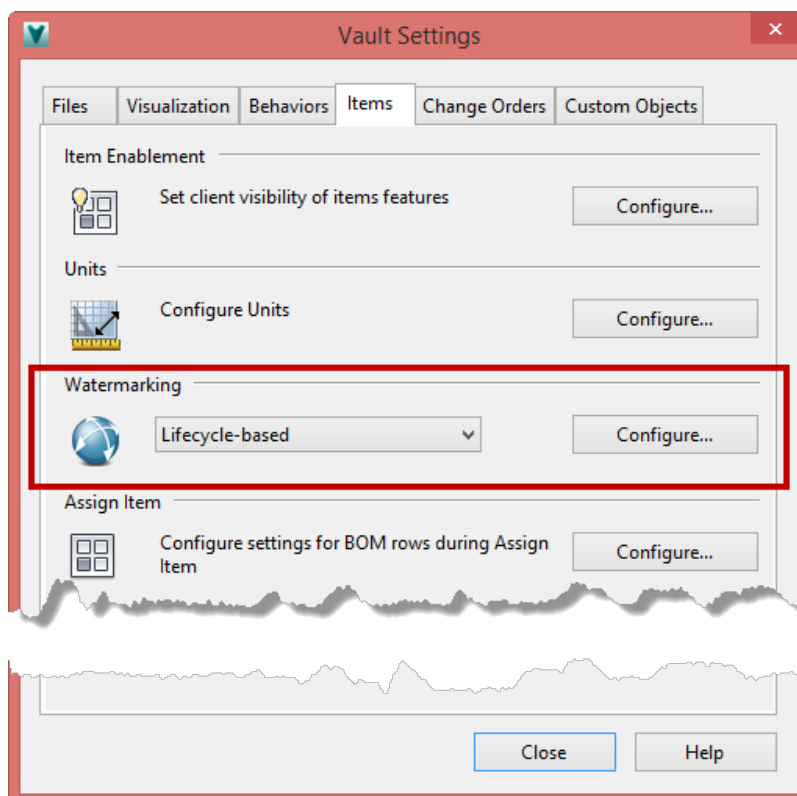 Vault Settings
Files Visualization Behaviors Items Change Orders Custom Objects
Item Enablement
Set client visibility of items features Configure...
Units
Configure Units Configure...
Watermarking
Lifecycle-based Configure...
Assign Item
Configure settings for BOM rows during Assign
Item Configure...
Close Help